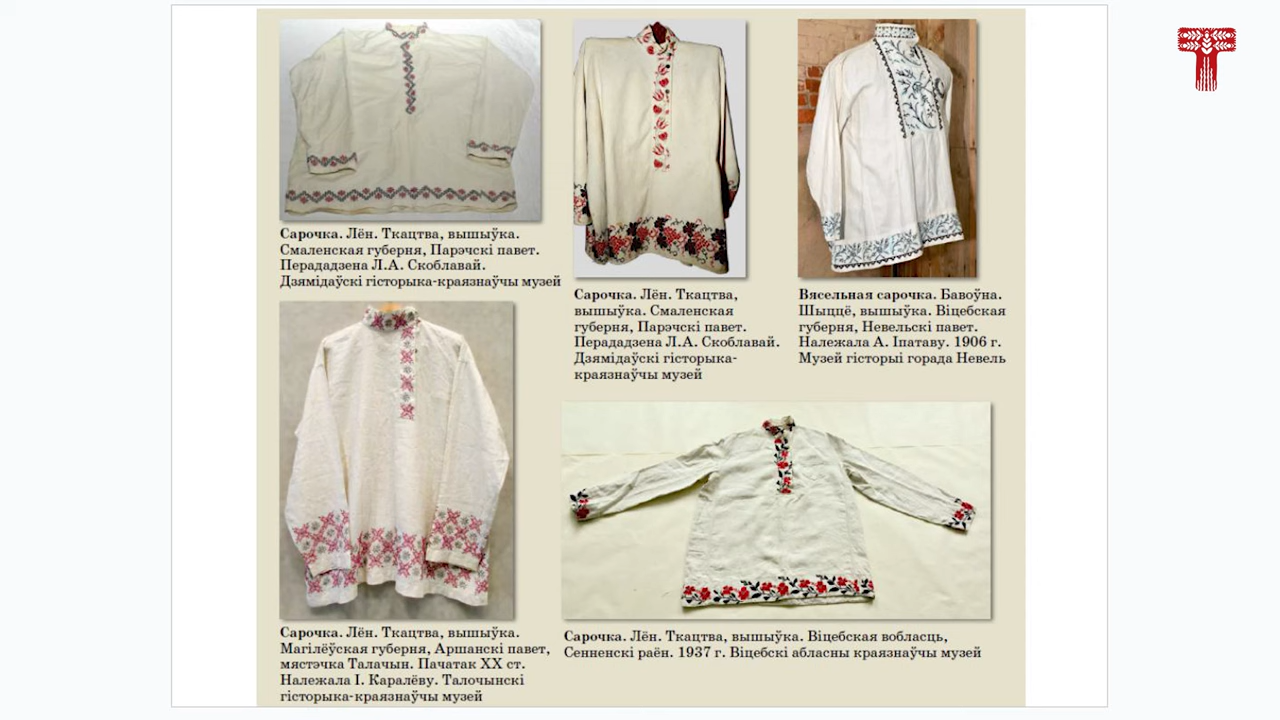 Сарочка. Лён. Ткацтва, вышыўка.
Смаленская губерня, Парэчскі павет.
Перададзена Л.А. Скоблавай.
Дзямідаўскі гісторыка-краязнаўчы музей
Сарочка. Лён. Ткацтва,
вышыўка. Смаленская
губерня, Парэчскі павет.
Перададзена Л.А. Скоблавай.
Дзямідаўскі гісторыка-
краязнаўчы музей
Вясельная сарочка. Бавоўна.
Шыццё, вышыўка. Віцебская
губерня, Невельскі павет.
Належала А. Іпатаву. 1906 г.
Музей гісторыі горада Невель
Сарочка. Лён. Ткацтва, вышыўка.
Магілёўская губерня, Аршанскі павет,
мястэчка Талачын. Пачатак XX ст.
Належала І. Каралёву. Талочынскі
гісторыка-краязнаўчы музей
Сарочка. Лён. Ткацтва, вышыўка. Віцебская вобласць,
Сенненскі раён. 1937 г. Віцебскі абласны краязнаўчы музей